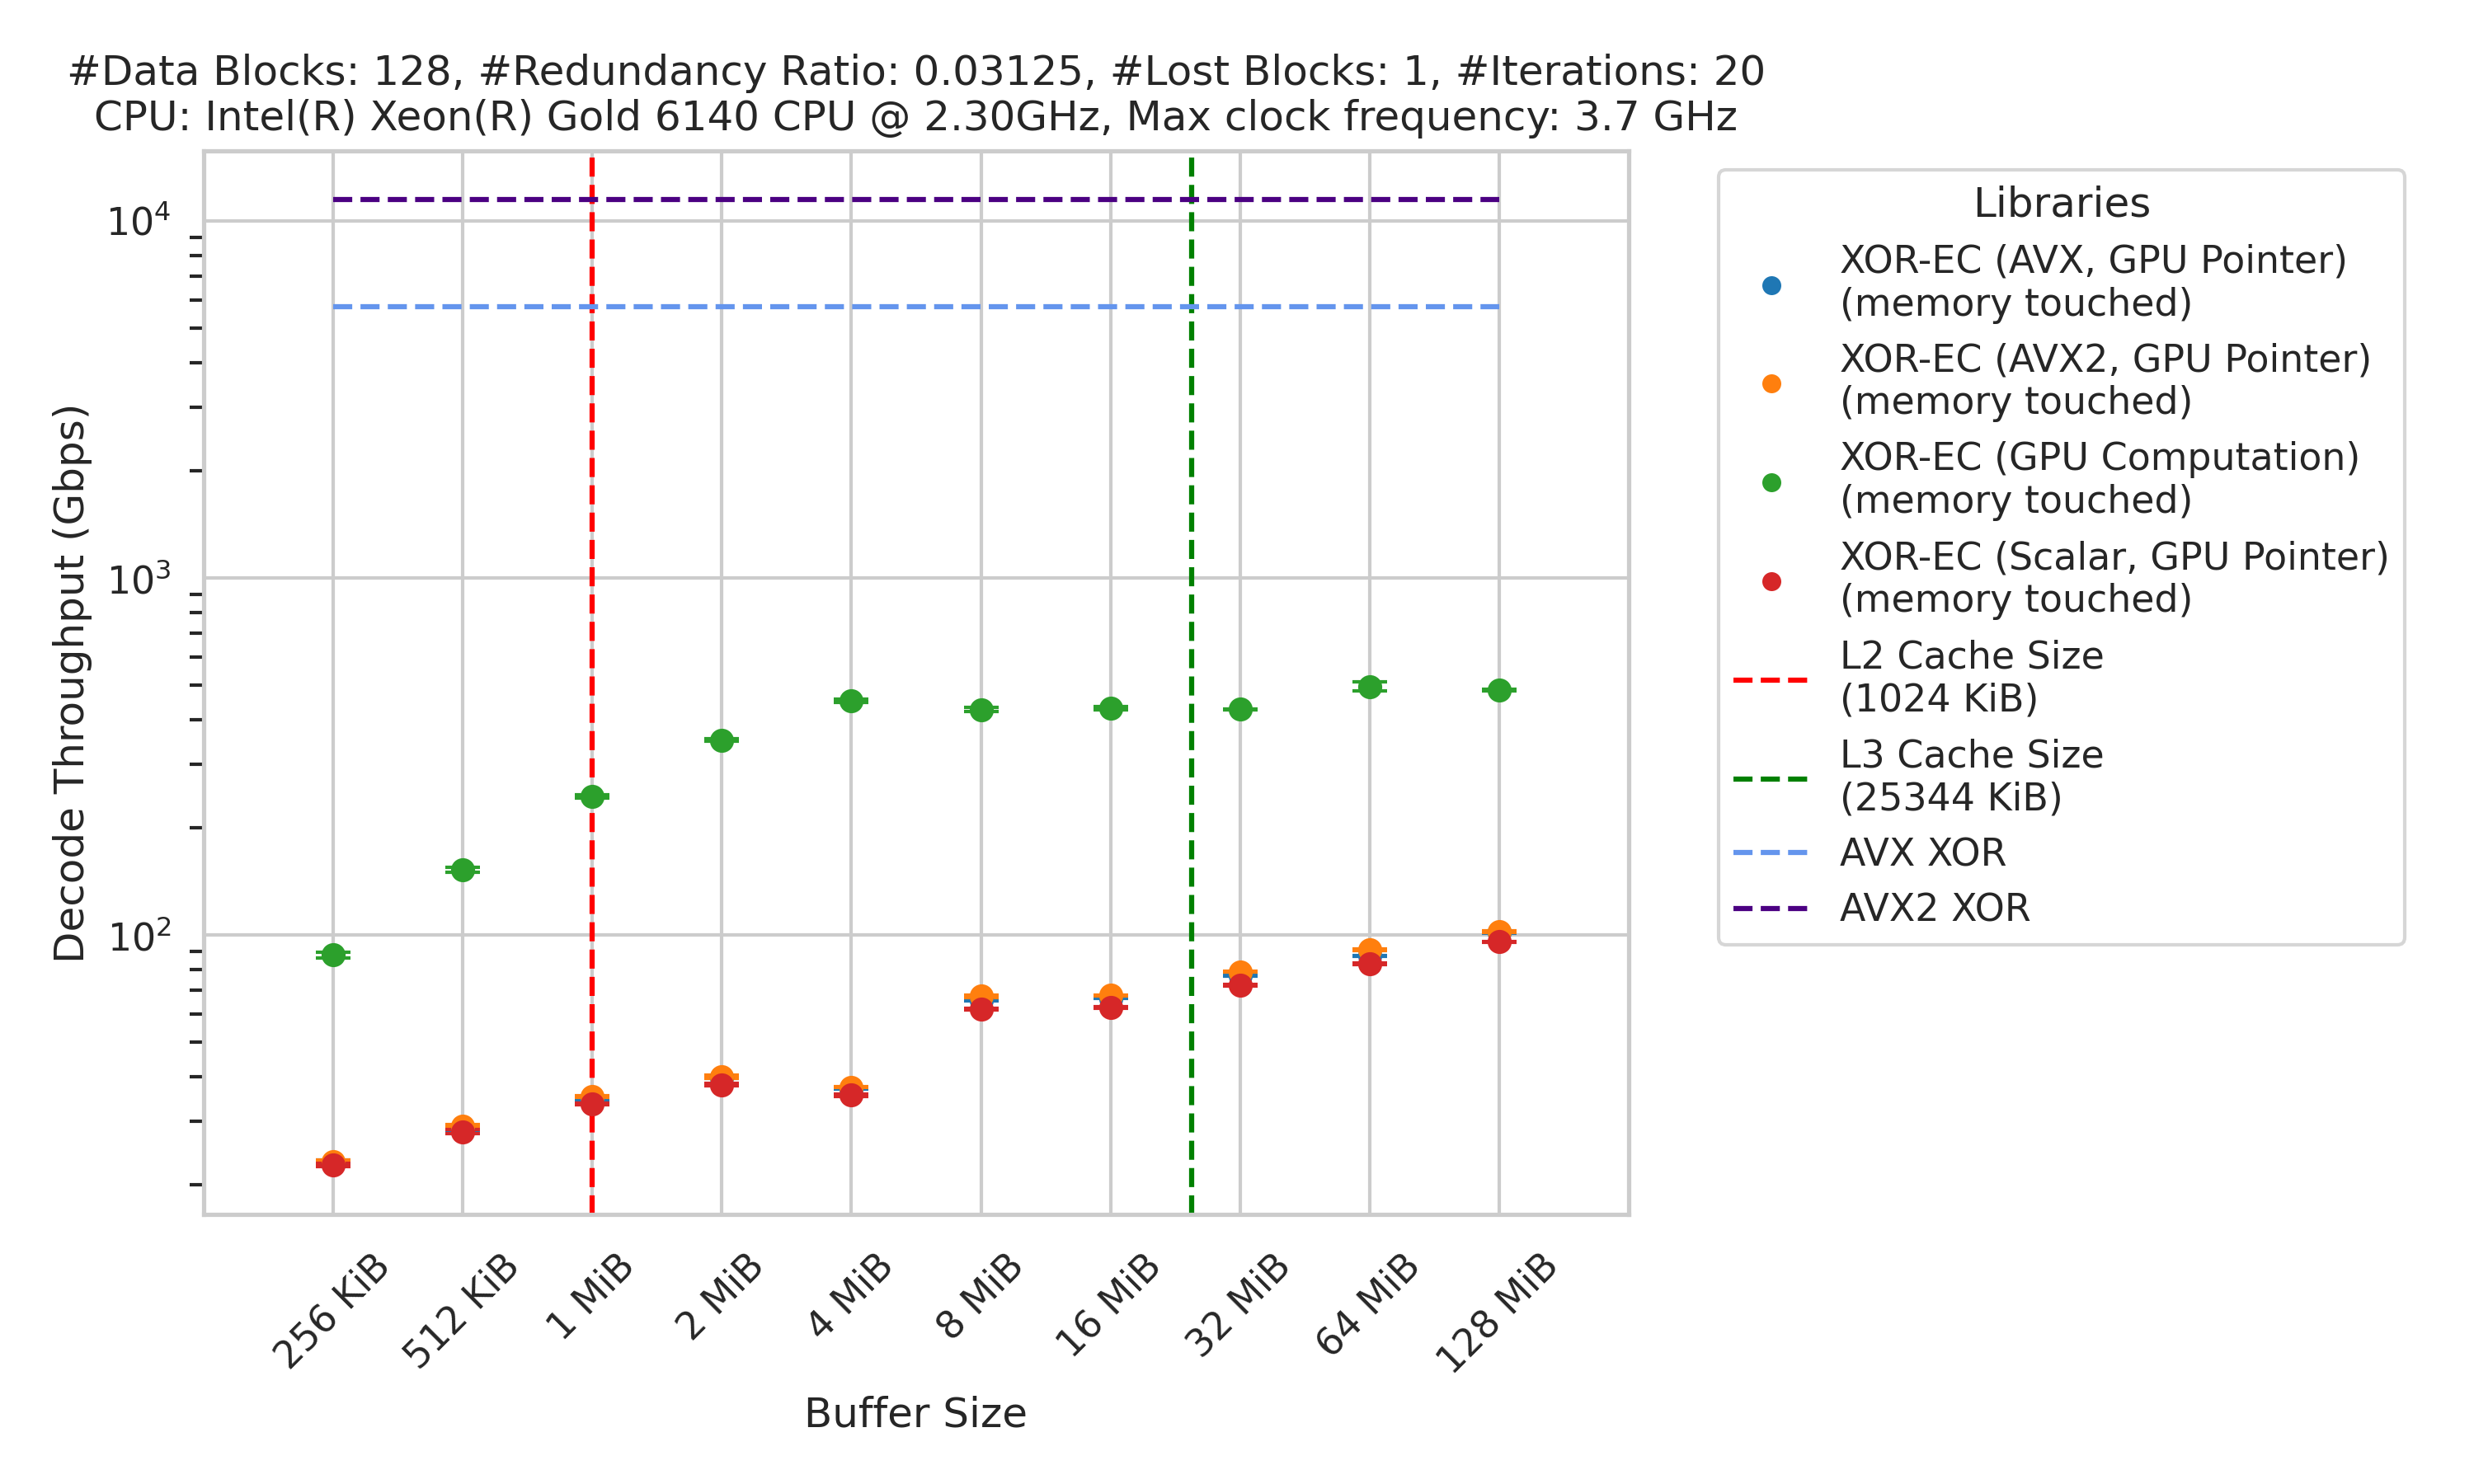 #Data Blocks: 128, #Redundancy Ratio: 0.03125, #Lost Blocks: 1, #Iterations: 20
CPU: Intel(R) Xeon(R) Gold 6140 CPU @ 2.30GHz, Max clock frequency: 3.7 GHz
Decode Throughput (Gbps)
10⁴
10³
10²
256 KiB
512 KiB
1 MiB
2 MiB
4 MiB
8 MiB
16 MiB
32 MiB
64 MiB
128 MiB
Buffer Size
Libraries
XOR-EC (AVX, GPU Pointer)
(memory touched)
XOR-EC (AVX2, GPU Pointer)
(memory touched)
XOR-EC (GPU Computation)
(memory touched)
XOR-EC (Scalar, GPU Pointer)
(memory touched)
L2 Cache Size
(1024 KiB)
L3 Cache Size
(25344 KiB)
AVX XOR
AVX2 XOR